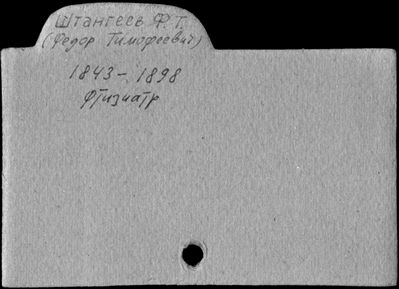 Штангеев Ф.Т.
(Федор Тимофеевич)
1843-1898
Фтизиатр